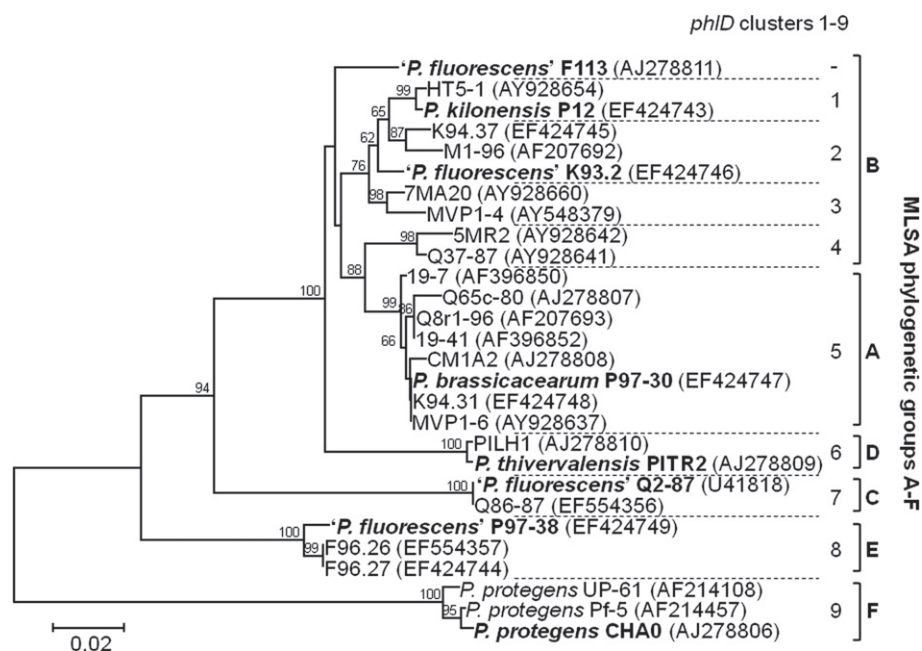 phlD clusters 1-9
‘P. fluorescens’ F113 (AJ278811) -
99 HT5-1 (AY928654) 1
65 P. kilonensis P12 (EF424743)
62 87 K94.37 (EF424745) 2
M1-96 (AF207692) B
76 ‘P. fluorescens’ K93.2 (EF424746)
98 7MA20 (AY928660) 3
MVP1-4 (AY548379)
98 5MR2 (AY928642) 4
88 Q37-87 (AY928641)
19-7 (AF396850)
99 86 Q65c-80 (AJ278807)
Q8r1-96 (AF207693)
66 19-41 (AF396852)
CM1A2 (AJ278808) 5 A
P. brassicacearum P97-30 (EF424747)
K94.31 (EF424748)
MVP1-6 (AY928637)
100
94
100 PILH1 (AJ278810) 6 D
P. thivervalensis PITR2 (AJ278809)
100 ‘P. fluorescens’ Q2-87 (U41818) 7 C
Q86-87 (EF554356)
100 ‘P. fluorescens’ P97-38 (EF424749)
99 F96.26 (EF554357) 8 E
F96.27 (EF424744)
100 P. protegens UP-61 (AF214108)
95 P. protegens Pf-5 (AF214457) 9 F
P. protegens CHA0 (AJ278806)
0.02
MLSA phylogenetic groups A-F